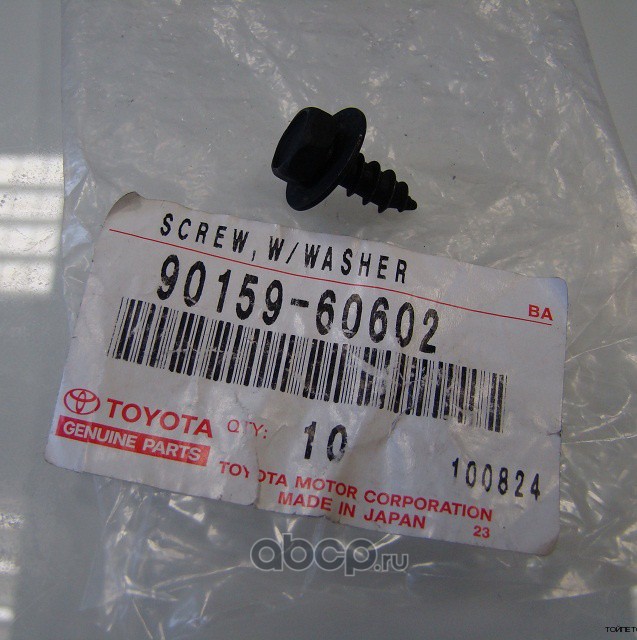 SCREW, W/WASHER
90159-60602
BA
TOYOTA QTY: 10
GENUINE PARTS
100824
TOYOTA MOTOR CORPORATION
MADE IN JAPAN 23
abcp.ru